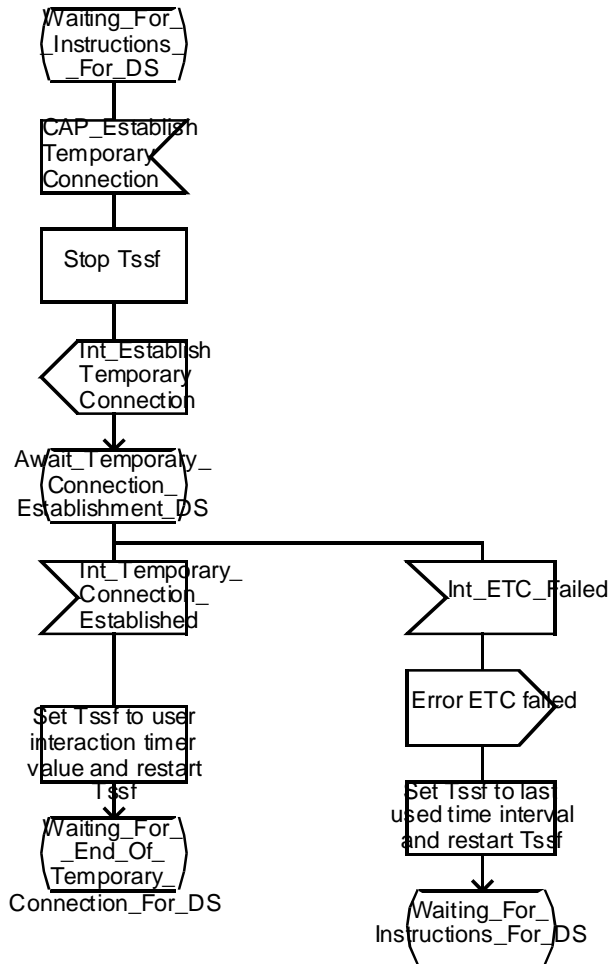 Waiting_For_
_Instructions_
_For_DS
CAP_Establish
Temporary
Connection
Stop Tssf
Int_Establish
Temporary
Connection
Await_Temporary_
Connection_
Establishment_DS
Int_Temporary_
Connection_
Established
Set Tssf to user
interaction timer
value and restart
Tssf
Waiting_For_
_End_Of_
Temporary_
Connection_For_DS
Int_ETC_Failed
Error ETC failed
Set Tssf to last
used time interval
and restart Tssf
Waiting_For_
Instructions_For_DS